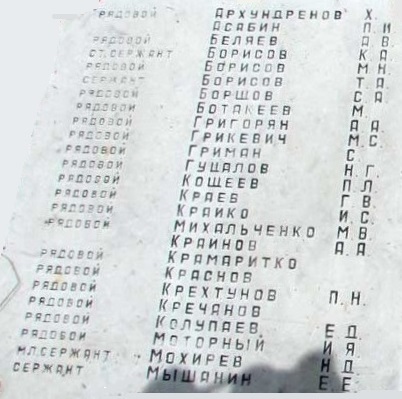 РЯДОВОЙ АРХУНДРЕНОВ Х.
АСАБИН П.И
РЯДОВОЙ БЕЛЯЕВ А.В.
СТ.СЕРЖАНТ БОРИСОВ К.А.
РЯДОВОЙ БОРИСОВ М.Н.
СЕРЖАНТ БОРИСОВ Т.А.
РЯДОВОЙ БОРЩОВ С.А
РЯДОВОЙ БОТАКЕЕВ М.
РЯДОВОЙ ГРИГОРЯН А.А.
РЯДОВОЙ ГРИКЕВИЧ М.С.
РЯДОВОЙ ГРИМАН С.
РЯДОВОЙ ГУЦАЛОВ Н.Г.
РЯДОВОЙ КОЩЕЕВ П.Л.
РЯДОВОЙ КРАЕВ Г.В.
РЯДОВОЙ КРАИКО И.С.
РЯДОВОЙ МИХАЛЬЧЕНКО М.В.
КРАИНОВ А.А.
РЯДОВОЙ КРАМАРИТКО
РЯДОВОЙ КРАСНОВ
РЯДОВОЙ КРЕХТУНОВ П.Н.
РЯДОВОЙ КРЕЧАНОВ
РЯДОВОЙ КОЛУПАЕВ Е.Д.
РЯДОВОЙ МОТОРНЫЙ И.Я.
МЛ.СЕРЖАНТ МОХИРЕВ Н.Д
СЕРЖАНТ МЫШАНИН Е.Е.